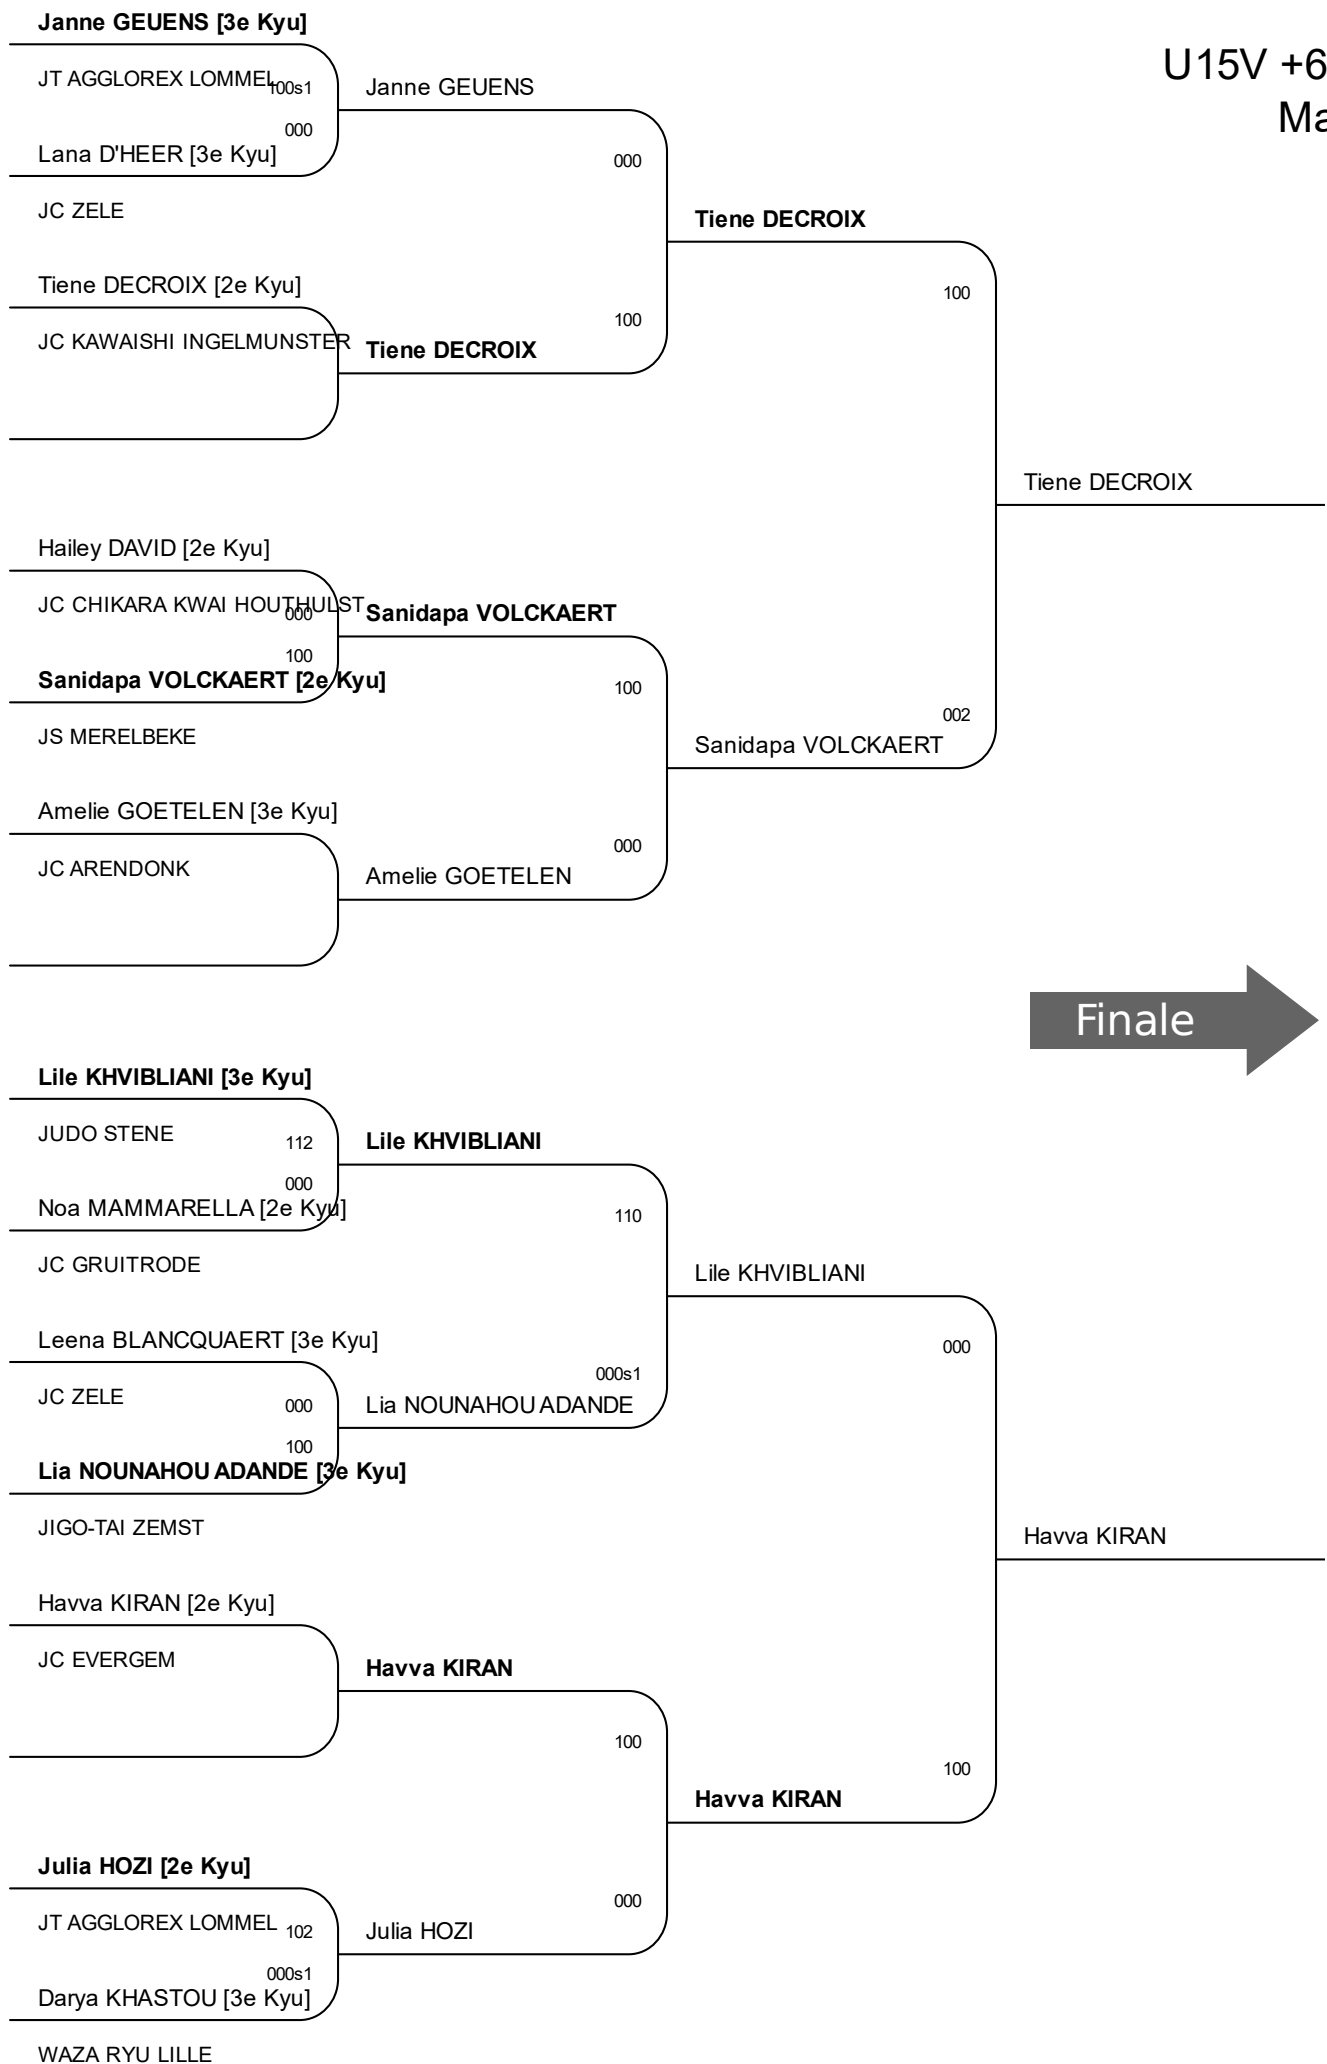 Janne GEUENS [3e Kyu]
JT AGGLOREX LOMMEL
100s1
Janne GEUENS
U15V +6
Ma
000
Lana D'HEER [3e Kyu]
000
JC ZELE
Tiene DECROIX
Tiene DECROIX [2e Kyu]
100
100
JC KAWAISHI INGELMUNSTER
Tiene DECROIX
Tiene DECROIX
Hailey DAVID [2e Kyu]
JC CHIKARA KWAI HOUTHULST
000
Sanidapa VOLCKAERT
100
Sanidapa VOLCKAERT [2e Kyu]
100
002
JS MERELBEKE
Sanidapa VOLCKAERT
Amelie GOETELEN [3e Kyu]
000
JC ARENDONK
Amelie GOETELEN
Finale
Lile KHVIBLIANI [3e Kyu]
JUDO STENE
112
Lile KHVIBLIANI
000
Noa MAMMARELLA [2e Kyu]
110
JC GRUITRODE
Lile KHVIBLIANI
Leena BLANCQUAERT [3e Kyu]
000
000s1
JC ZELE
000
Lia NOUNAHOU ADANDE
100
Lia NOUNAHOU ADANDE [3e Kyu]
JIGO-TAI ZEMST
Havva KIRAN
Havva KIRAN [2e Kyu]
JC EVERGEM
Havva KIRAN
100
100
Havva KIRAN
Julia HOZI [2e Kyu]
000
JT AGGLOREX LOMMEL
102
Julia HOZI
000s1
Darya KHASTOU [3e Kyu]
WAZA RYU LILLE